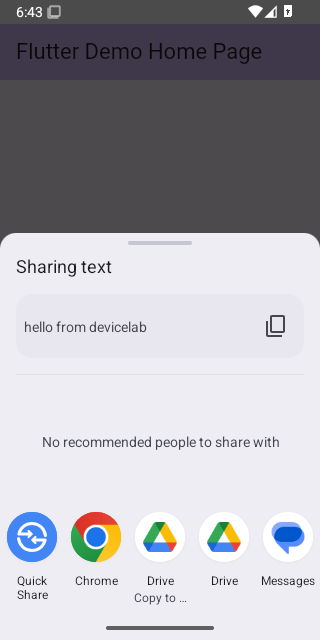 6:43
Flutter Demo Home Page
Sharing text
hello from devicelab
No recommended people to share with
Quick
Share
Chrome
Drive
Copy to ...
Drive
Messages